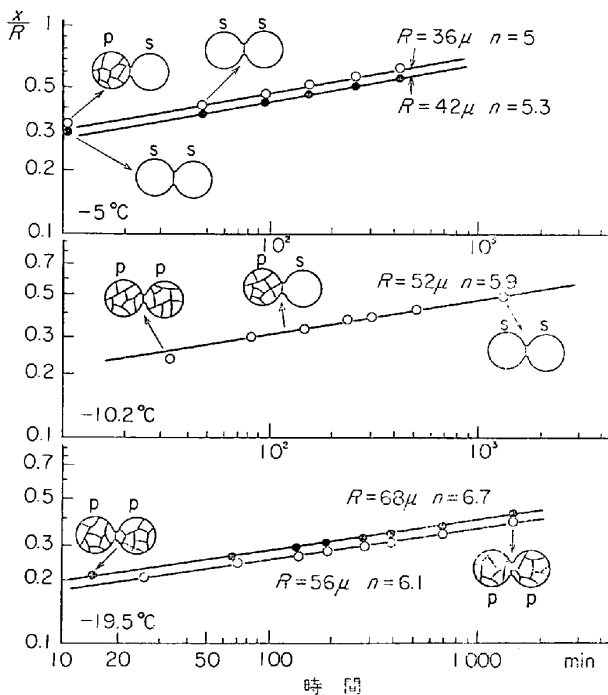 x/R
1
p s
s s
R=36μ n=5
0.5
R=42μ n=5.3
0.3
0.2
s s
0.1
-5℃
10² 10³
0.7
p p
p s
R=52μ n=5.9
0.5
0.3
s s
0.2
-10.2℃
0.1
10² 10³
0.7
p p
R=68μ n=6.7
0.5
0.3
R=56μ n=6.1
0.2
p p
-19.5℃
0.1
10 20 50 100 200 500 1000 min
時間